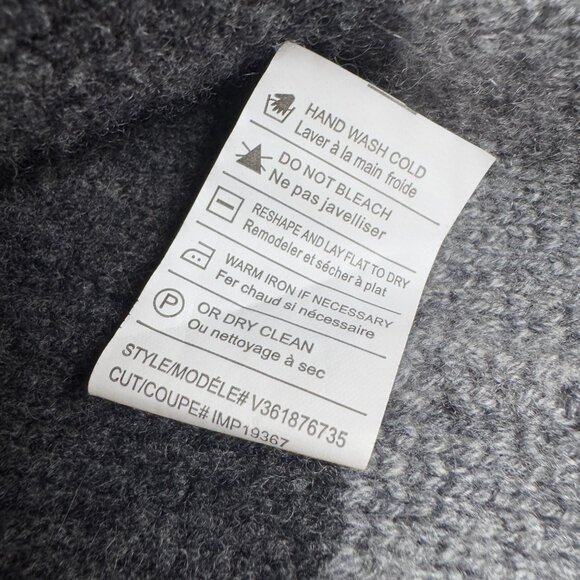 HAND WASH COLD
Laver à la main froide
DO NOT BLEACH
Ne pas javelliser
RESHAPE AND LAY FLAT TO DRY
Remodeler et sécher à plat
WARM IRON IF NECESSARY
Fer chaud si nécessaire
P
OR DRY CLEAN
Ou nettoyage à sec
STYLE/MODÉLE# V361876735
CUT/COUPE# IMP19367